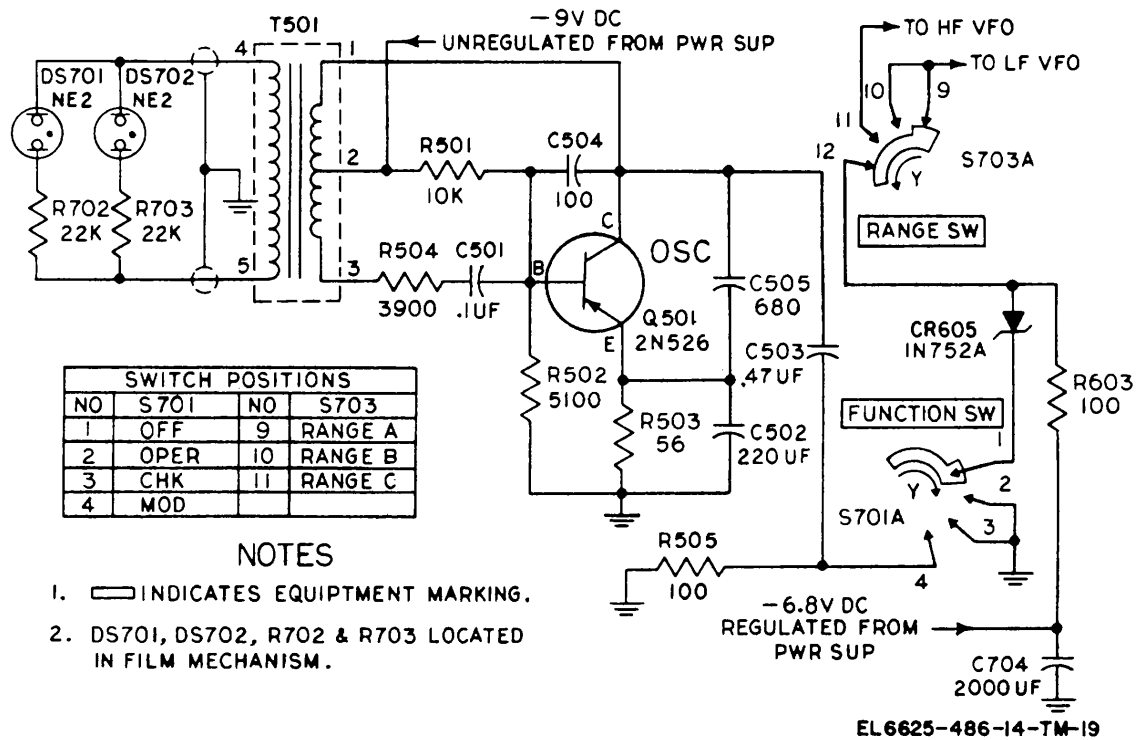 T501
−9V DC
UNREGULATED FROM PWR SUP
TO HF VFO
TO LF VFO
4
1
DS701
NE2
DS702
NE2
10
9
11
12
S703A
Y
RANGE SW
2
R501
10K
C504
100
R702
22K
R703
22K
5
3
R504
3900
C501
.1UF
B
C
E
OSC
Q501
2N526
C505
680
C503
.47UF
CR605
1N752A
R603
100
R502
5100
R503
56
C502
220UF
FUNCTION SW
1
2
3
4
Y
S701A
SWITCH POSITIONS
NO S701 NO S703
1 OFF 9 RANGE A
2 OPER 10 RANGE B
3 CHK 11 RANGE C
4 MOD
R505
100
−6.8V DC
REGULATED FROM
PWR SUP
C704
2000UF
NOTES
1. INDICATES EQUIPTMENT MARKING.
2. DS701, DS702, R702 & R703 LOCATED
IN FILM MECHANISM.
EL6625-486-14-TM-19